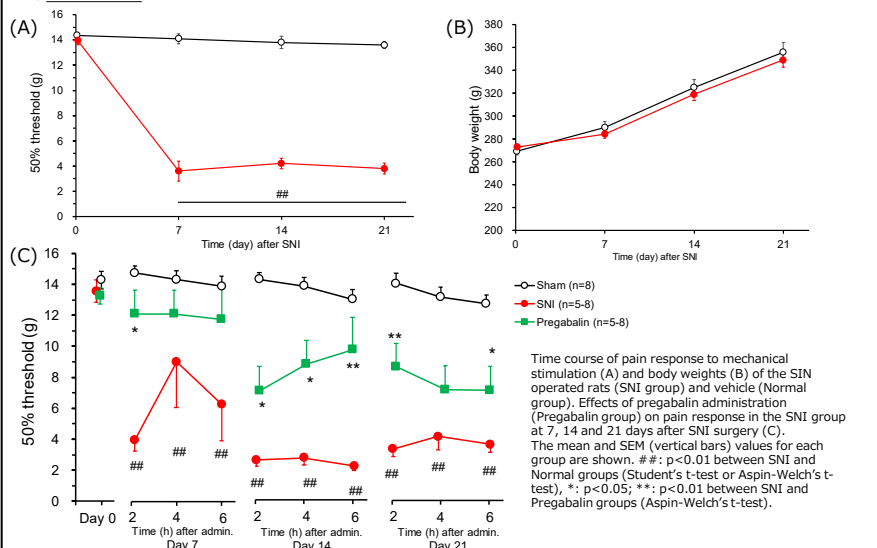 (A)
16
14
12
10
8
6
4
2
0
50% threshold (g)
##
0 7 14 21
Time (day) after SNI
(B)
380
360
340
320
300
280
260
240
220
200
Body weight (g)
0 7 14 21
Time (day) after SNI
(C)
16
14
12
10
8
6
4
2
0
50% threshold (g)
* ** ** *
* *
## ## ## ## ## ## ## ## ##
Day 0 2 4 6 2 4 6 2 4 6
Time (h) after admin. Time (h) after admin. Time (h) after admin.
Day 7 Day 14 Day 21
Sham (n=8)
SNI (n=5-8)
Pregabalin (n=5-8)
Time course of pain response to mechanical
stimulation (A) and body weights (B) of the SIN
operated rats (SNI group) and vehicle (Normal
group). Effects of pregabalin administration
(Pregabalin group) on pain response in the SNI group
at 7, 14 and 21 days after SNI surgery (C).
The mean and SEM (vertical bars) values for each
group are shown. ##: p<0.01 between SNI and
Normal groups (Student's t-test or Aspin-Welch's t-
test), *: p<0.05; **: p<0.01 between SNI and
Pregabalin groups (Aspin-Welch's t-test).